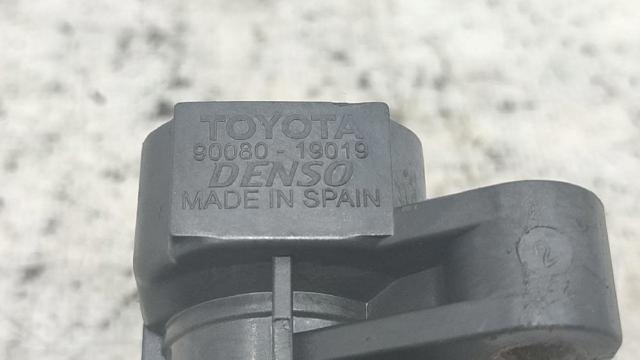 TOYOTA
90080-19019
DENSO
MADE IN SPAIN